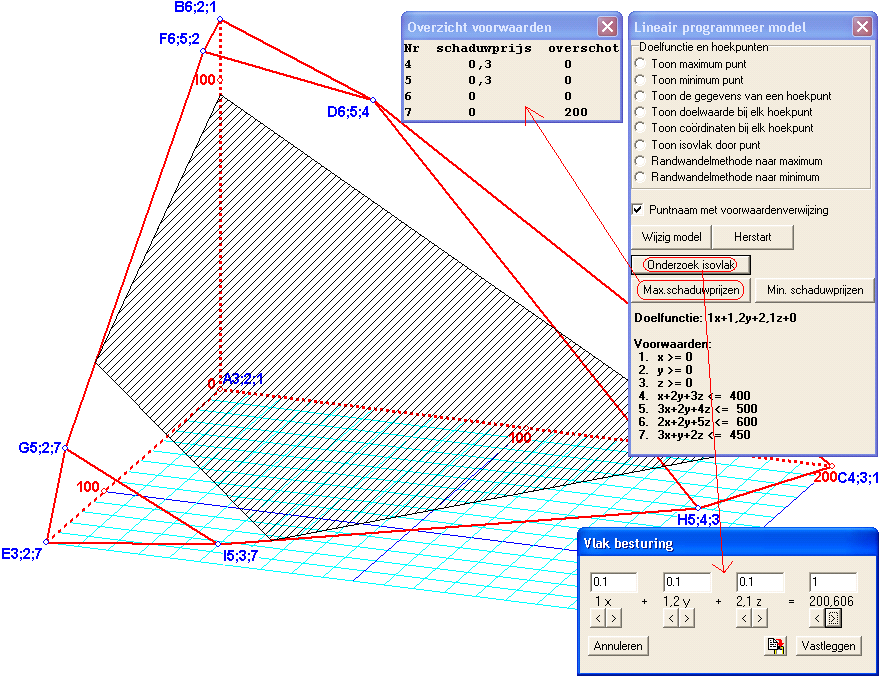 B6;2;1
F6;5;2
100
D6;5;4
0
A3;2;1
100
G5;2;7
100
200
C4;3;1
H5;4;3
E3;2;7
I5;3;7
Overzicht voorwaarden
Nr schaduwprijs overschot
4 0,3 0
5 0,3 0
6 0 0
7 0 200
Lineair programmeer model
Doelfunctie en hoekpunten
Toon maximum punt
Toon minimum punt
Toon de gegevens van een hoekpunt
Toon doelwaarde bij elk hoekpunt
Toon coördinaten bij elk hoekpunt
Toon isovlak door punt
Randwandelmethode naar maximum
Randwandelmethode naar minimum
Puntnaam met voorwaardenverwijzing
Wijzig model Herstart
Onderzoek isovlak
Max.schaduwprijzen Min. schaduwprijzen
Doelfunctie: 1x+1,2y+2,1z+0
Voorwaarden:
1. x >= 0
2. y >= 0
3. z >= 0
4. x+2y+3z <= 400
5. 3x+2y+4z <= 500
6. 2x+2y+5z <= 600
7. 3x+y+2z <= 450
Vlak besturing
0.1 0.1 0.1 1
1 x + 1,2 y + 2,1 z = 200,606
< > < > < > < >
Annuleren Vastleggen